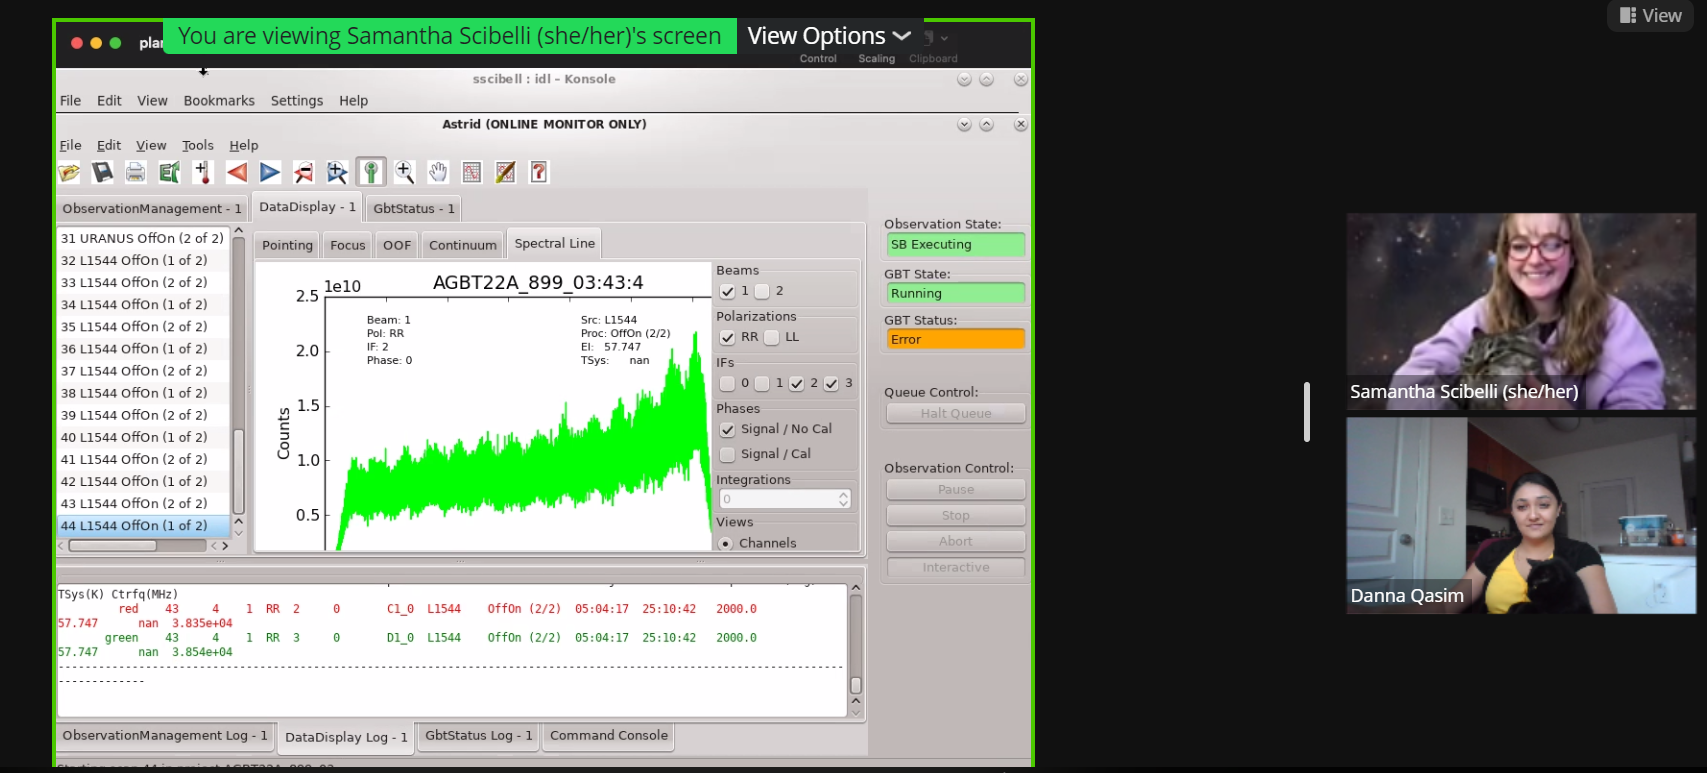 View
plan
You are viewing Samantha Scibelli (she/her)'s screen
View Options
Control Scaling Clipboard
sscibell : idl – Konsole
File Edit View Bookmarks Settings Help
Astrid (ONLINE MONITOR ONLY)
File Edit View Tools Help
ObservationManagement - 1 DataDisplay - 1 GbtStatus - 1
31 URANUS OffOn (2 of 2)
32 L1544 OffOn (1 of 2)
33 L1544 OffOn (2 of 2)
34 L1544 OffOn (1 of 2)
35 L1544 OffOn (2 of 2)
36 L1544 OffOn (1 of 2)
37 L1544 OffOn (2 of 2)
38 L1544 OffOn (1 of 2)
39 L1544 OffOn (2 of 2)
40 L1544 OffOn (1 of 2)
41 L1544 OffOn (2 of 2)
42 L1544 OffOn (1 of 2)
43 L1544 OffOn (2 of 2)
44 L1544 OffOn (1 of 2)
Pointing Focus OOF Continuum Spectral Line
1e10
AGBT22A_899_03:43:4
2.5
2.0
1.5
1.0
0.5
Counts
Beam: 1
Pol: RR
IF: 2
Phase: 0
Src: L1544
Proc: OffOn (2/2)
El: 57.747
TSys: nan
Beams
1 2
Polarizations
RR LL
IFs
0 1 2 3
Phases
Signal / No Cal
Signal / Cal
Integrations
0
Views
Channels
Observation State:
SB Executing
GBT State:
Running
GBT Status:
Error
Queue Control:
Halt Queue
Observation Control:
Pause
Stop
Abort
Interactive
TSys(K) Ctrfq(MHz)
red 43 4 1 RR 2 0 C1_0 L1544 OffOn (2/2) 05:04:17 25:10:42 2000.0
57.747 nan 3.835e+04
green 43 4 1 RR 3 0 D1_0 L1544 OffOn (2/2) 05:04:17 25:10:42 2000.0
57.747 nan 3.854e+04
--------------------------------------------------------------------------------------------------------------------
-------------
ObservationManagement Log - 1 DataDisplay Log - 1 GbtStatus Log - 1 Command Console
Samantha Scibelli (she/her)
Danna Qasim